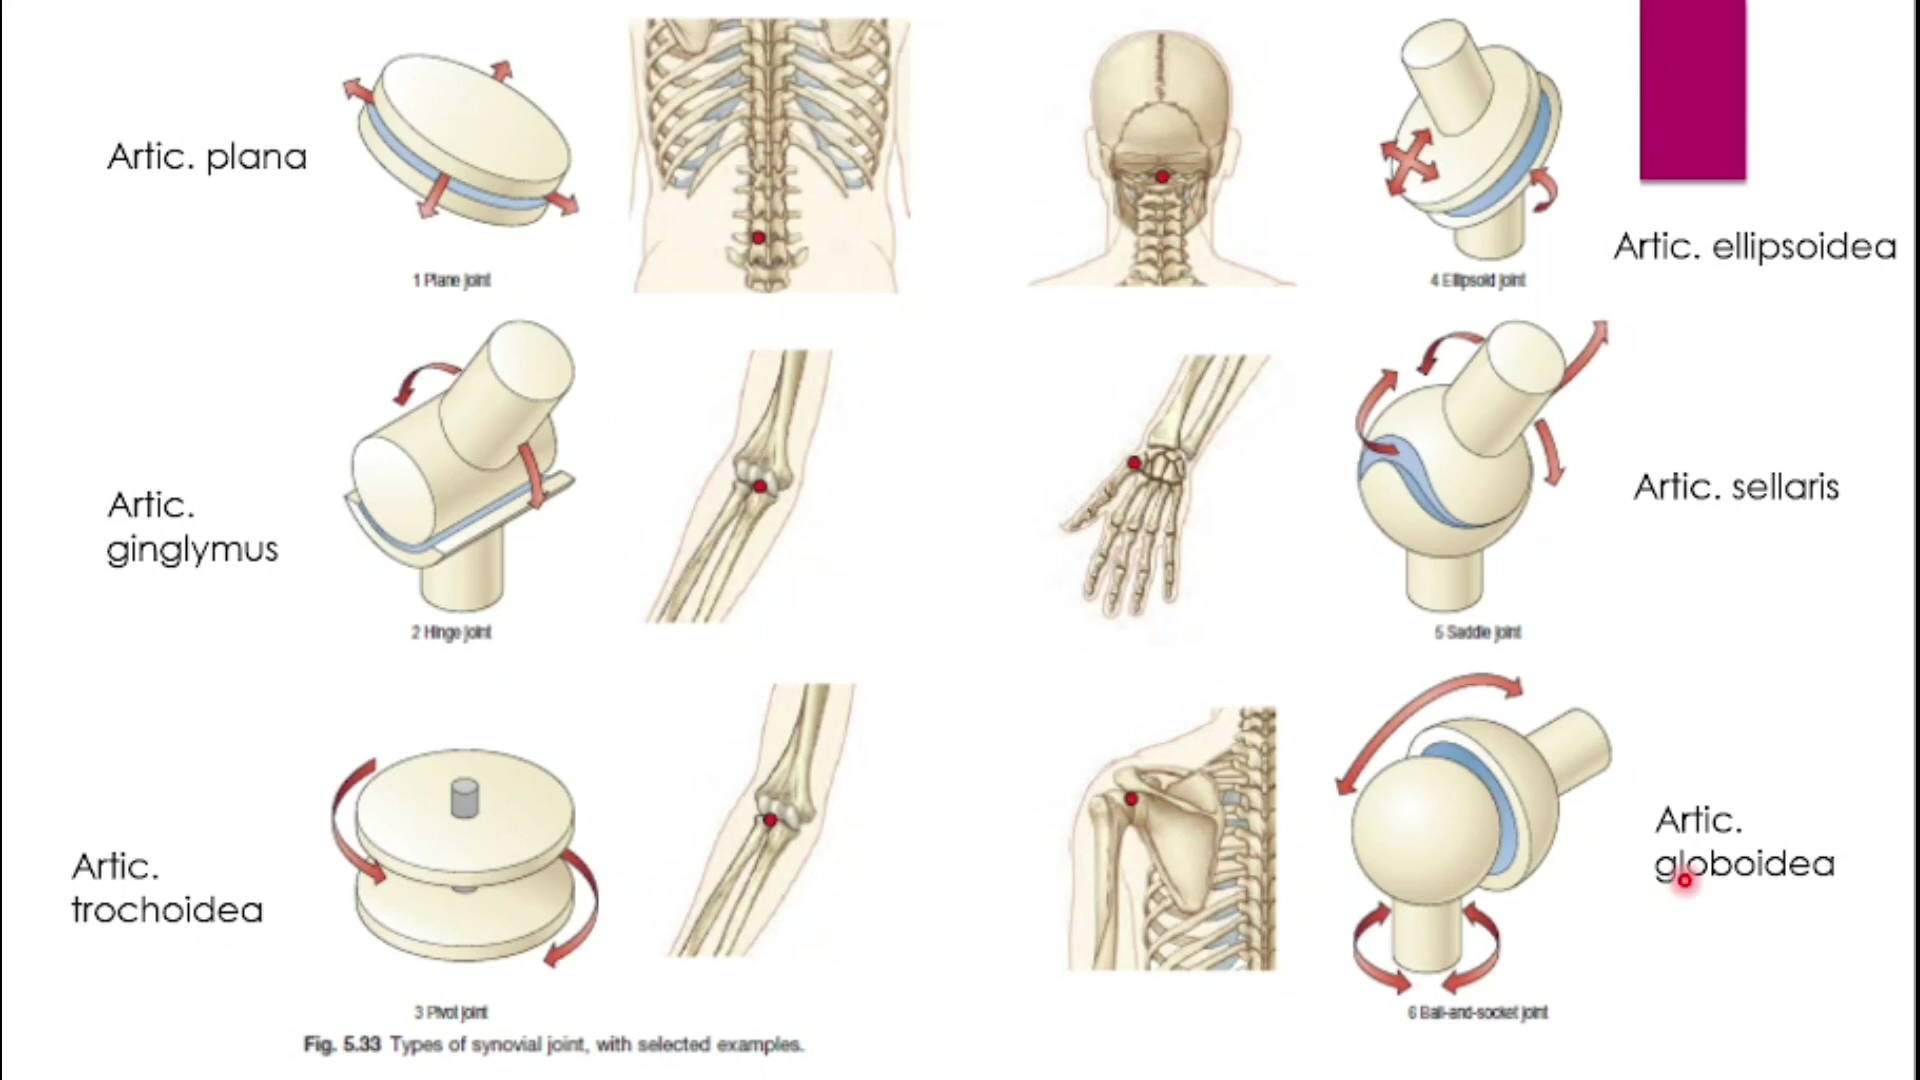 Artic. plana
1 Plane joint
4 Ellipsoid joint
Artic. ellipsoidea
Artic.
ginglymus
2 Hinge joint
Artic. sellaris
5 Saddle joint
Artic.
trochoidea
3 Pivot joint
Artic.
globoidea
6 Ball-and-socket joint
Fig. 5.33 Types of synovial joint, with selected examples.